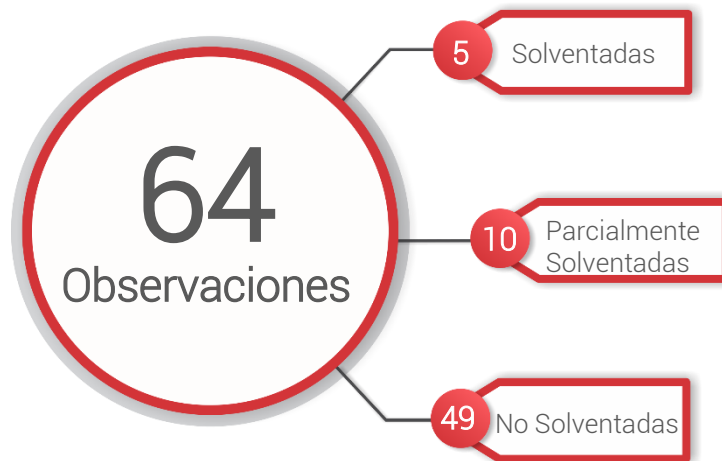 64
Observaciones
5
Solventadas
10
Parcialmente
Solventadas
49
No Solventadas